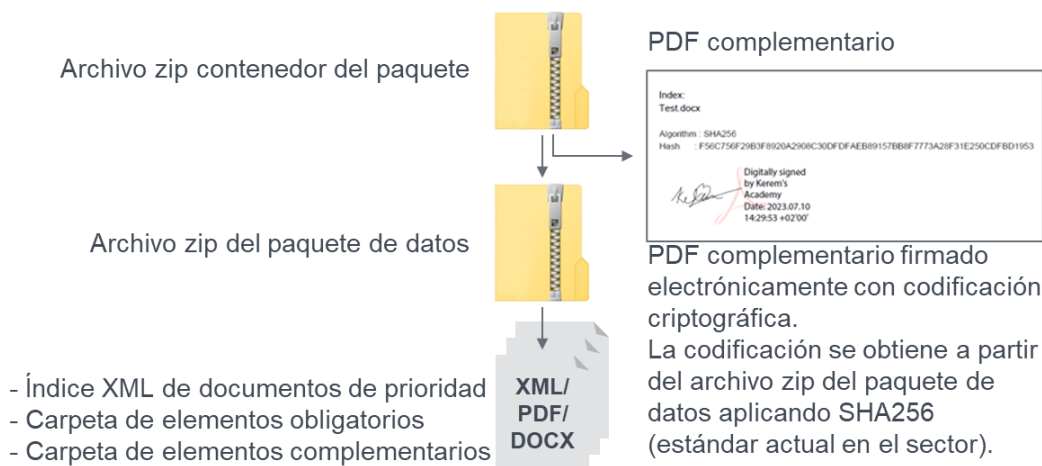 Archivo zip contenedor del paquete
PDF complementario
Index:
Test.docx
Algorithm : SHA256
Hash : F56C756F29B3F8920A2908C30DFDFAEB89157BB8F7773A28F31E250CDFBD1953
Digitally signed
by Kerem's
Academy
Date: 2023.07.10
14:29:53 +02'00'
Archivo zip del paquete de datos
PDF complementario firmado
electrónicamente con codificación
criptográfica.
La codificación se obtiene a partir
del archivo zip del paquete de
datos aplicando SHA256
(estándar actual en el sector).
- Índice XML de documentos de prioridad
- Carpeta de elementos obligatorios
- Carpeta de elementos complementarios
XML/
PDF/
DOCX